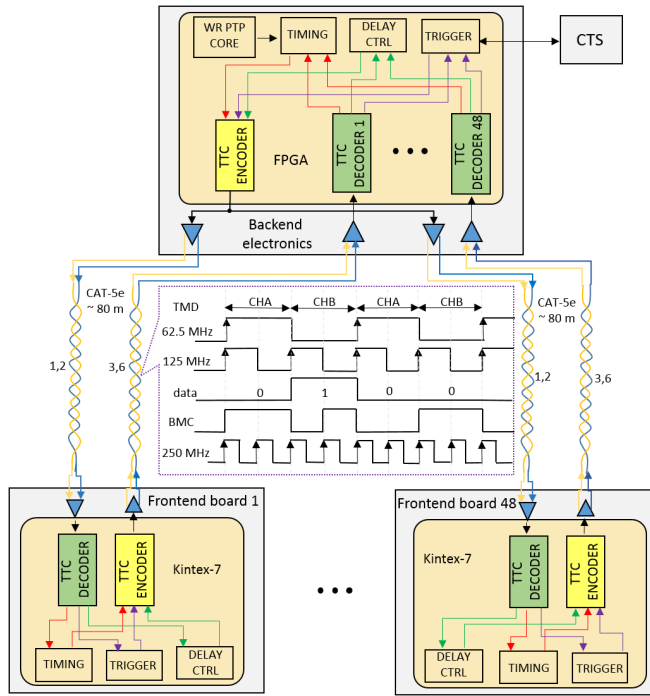 WR PTP
CORE
TIMING
DELAY
CTRL
TRIGGER
CTS
TTC
ENCODER
FPGA
TTC
DECODER 1
TTC
DECODER 48
Backend
electronics
CAT-5e
~ 80 m
1,2
3,6
TMD
CHA
CHB
CHA
CHB
62.5 MHz
125 MHz
data
0
1
0
0
BMC
250 MHz
CAT-5e
~ 80 m
1,2
3,6
Frontend board 1
TTC
DECODER
TTC
ENCODER
Kintex-7
TIMING
TRIGGER
DELAY
CTRL
Frontend board 48
Kintex-7
TTC
DECODER
TTC
ENCODER
DELAY
CTRL
TIMING
TRIGGER